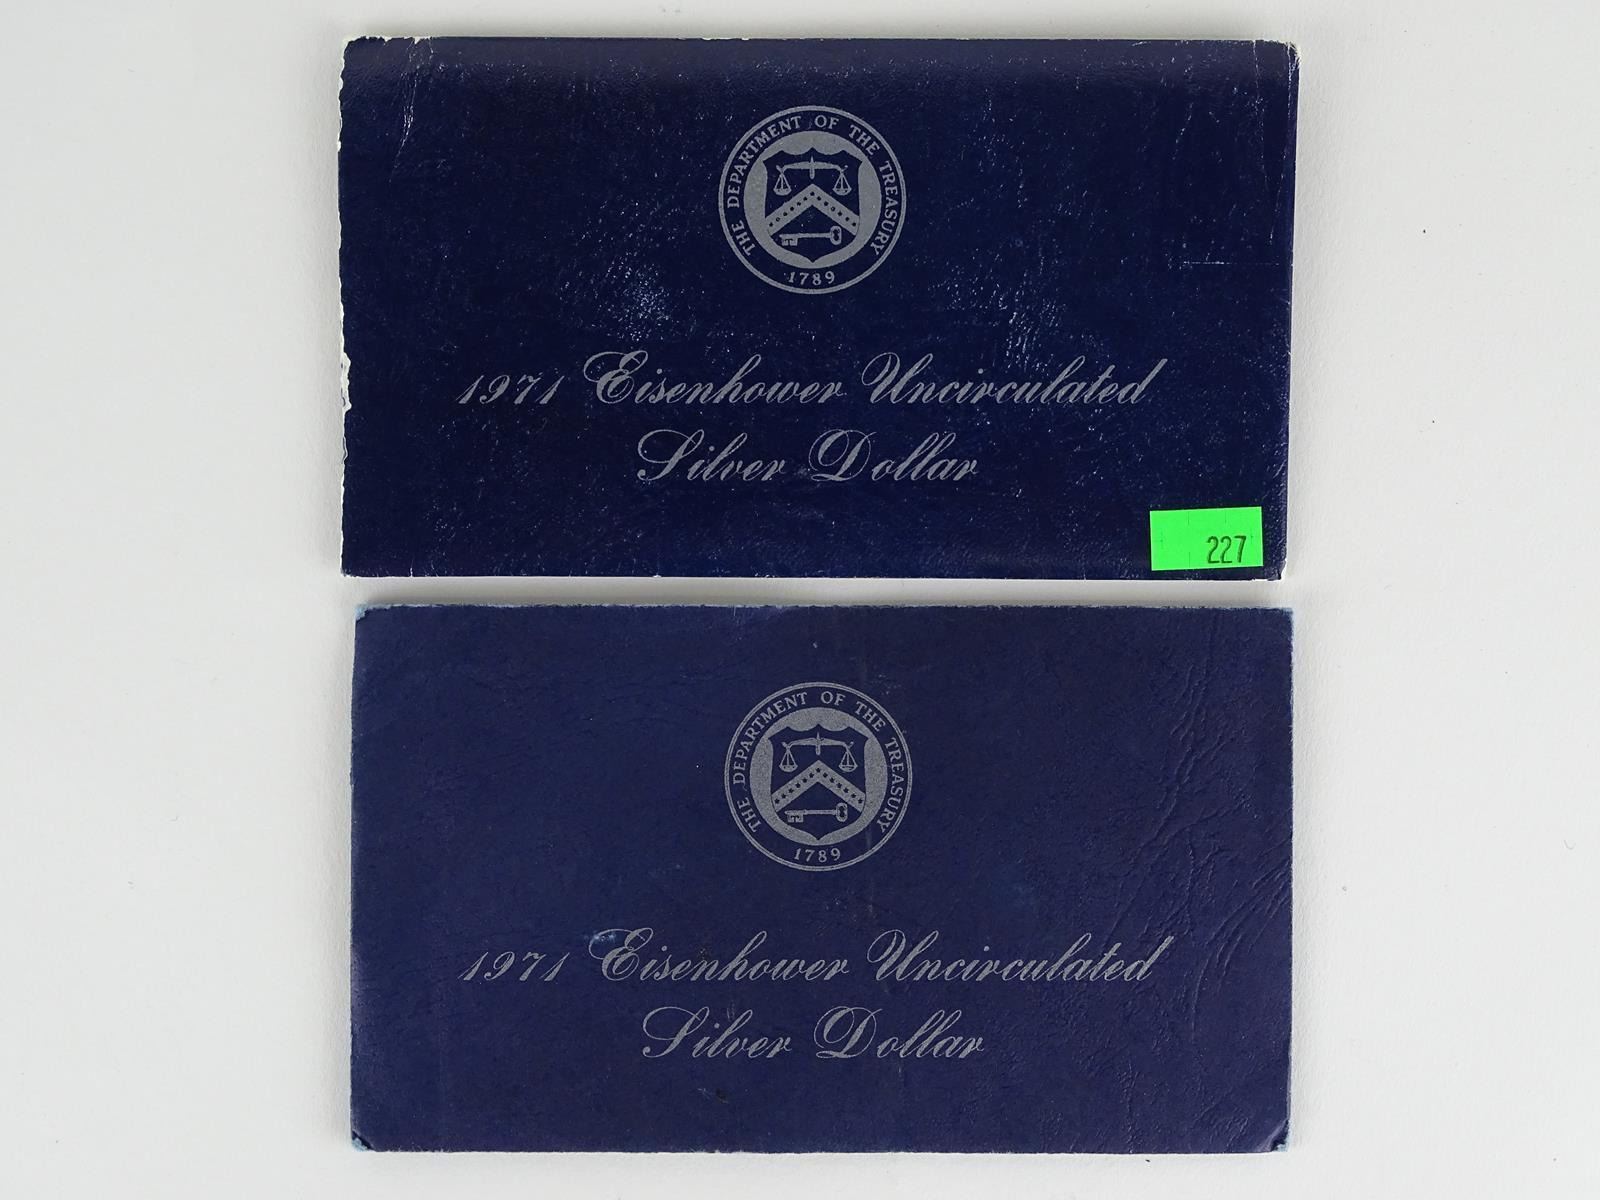 THE DEPARTMENT OF THE TREASURY
1789
1971 Eisenhower Uncirculated
Silver Dollar
227
THE DEPARTMENT OF THE TREASURY
1789
1971 Eisenhower Uncirculated
Silver Dollar